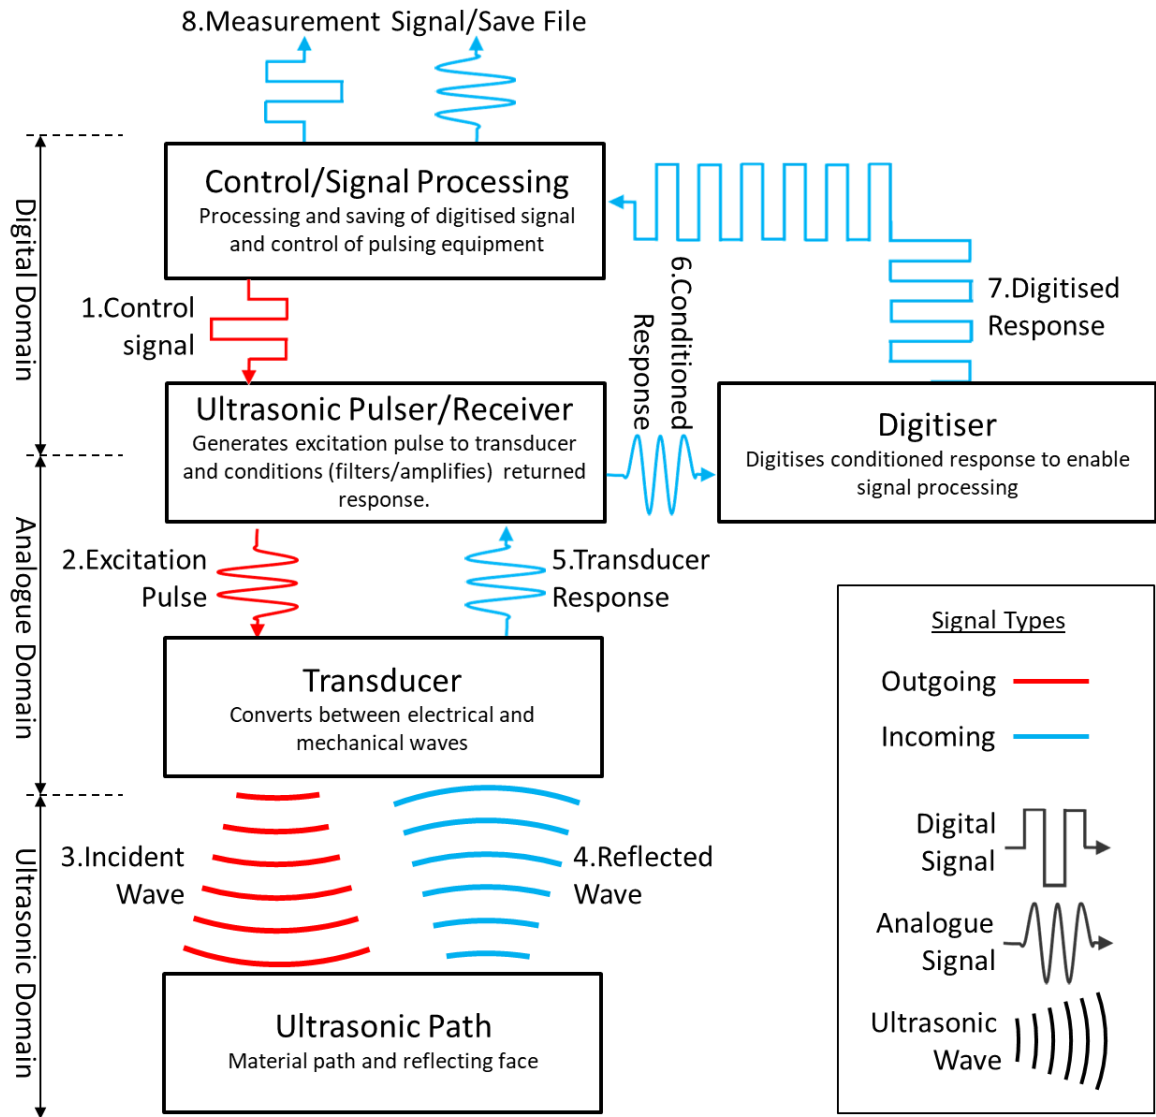 8.Measurement Signal/Save File
Control/Signal Processing
Processing and saving of digitised signal
and control of pulsing equipment
Digital Domain
1.Control
signal
6.Conditioned
Response
7.Digitised
Response
Ultrasonic Pulser/Receiver
Generates excitation pulse to transducer
and conditions (filters/amplifies) returned
response.
Digitiser
Digitises conditioned response to enable
signal processing
Analogue Domain
2.Excitation
Pulse
5.Transducer
Response
Transducer
Converts between electrical and
mechanical waves
Ultrasonic Domain
3.Incident
Wave
4.Reflected
Wave
Ultrasonic Path
Material path and reflecting face
Signal Types
Outgoing
Incoming
Digital
Signal
Analogue
Signal
Ultrasonic
Wave